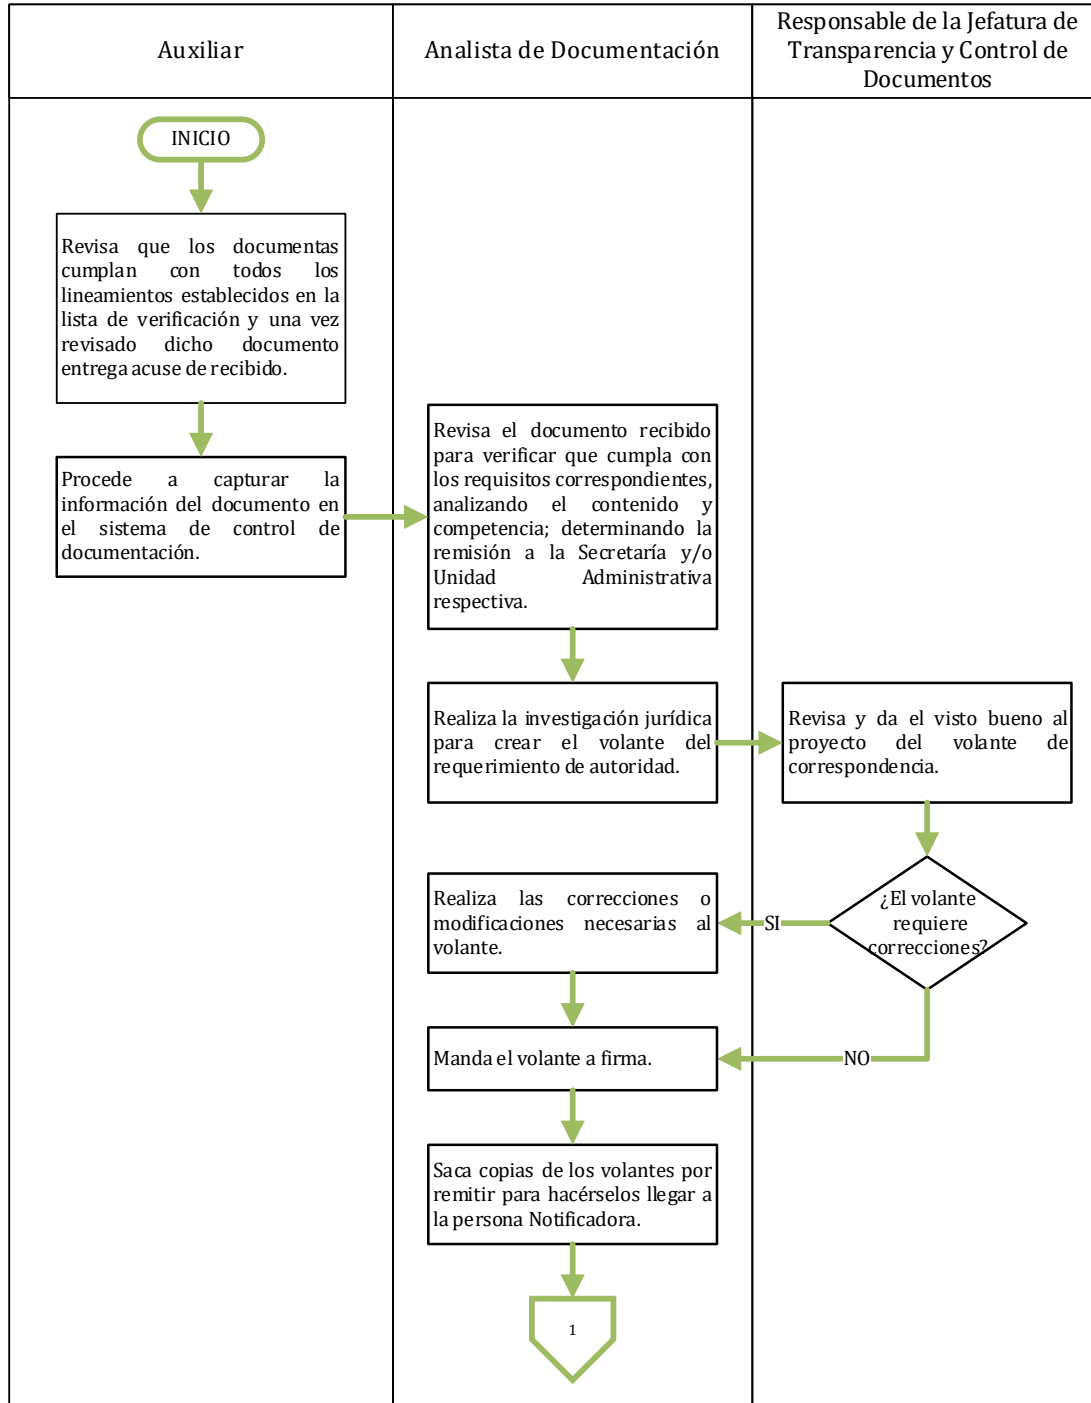 Auxiliar
Analista de Documentación
Responsable de la Jefatura de
Transparencia y Control de
Documentos
INICIO
Revisa que los documentas
cumplan con todos los
lineamientos establecidos en la
lista de verificación y una vez
revisado dicho documento
entrega acuse de recibido.
Procede a capturar la
información del documento en
el sistema de control de
documentación.
Revisa el documento recibido
para verificar que cumpla con
los requisitos correspondientes,
analizando el contenido y
competencia; determinando la
remisión a la Secretaría y/o
Unidad Administrativa
respectiva.
Realiza la investigación jurídica
para crear el volante del
requerimiento de autoridad.
Revisa y da el visto bueno al
proyecto del volante de
correspondencia.
¿El volante
requiere
correcciones?
SI
Realiza las correcciones o
modificaciones necesarias al
volante.
NO
Manda el volante a firma.
Saca copias de los volantes por
remitir para hacérselos llegar a
la persona Notificadora.
1